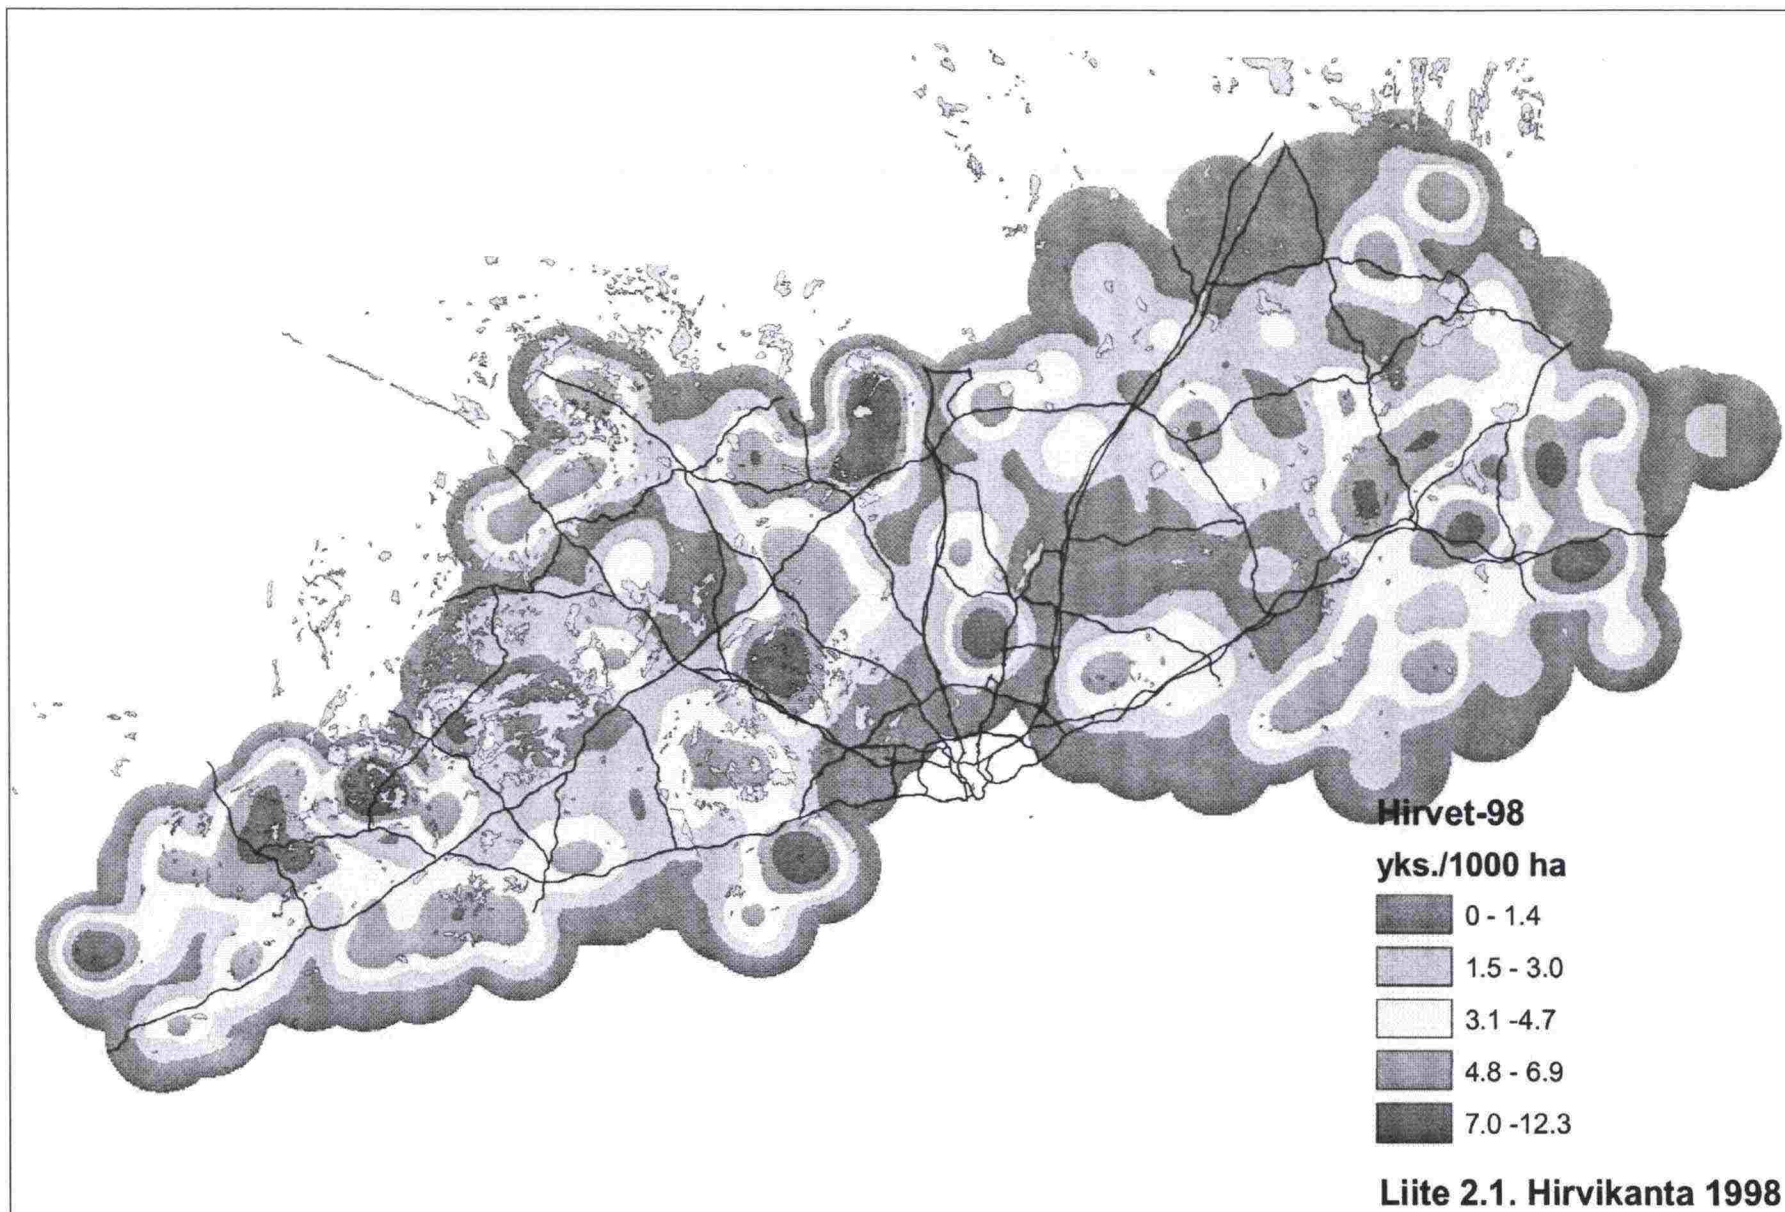 Hirvet-98
yks./1000 ha
0 - 1.4
1.5 - 3.0
3.1 -4.7
4.8 - 6.9
7.0 -12.3
Liite 2.1. Hirvikanta 1998